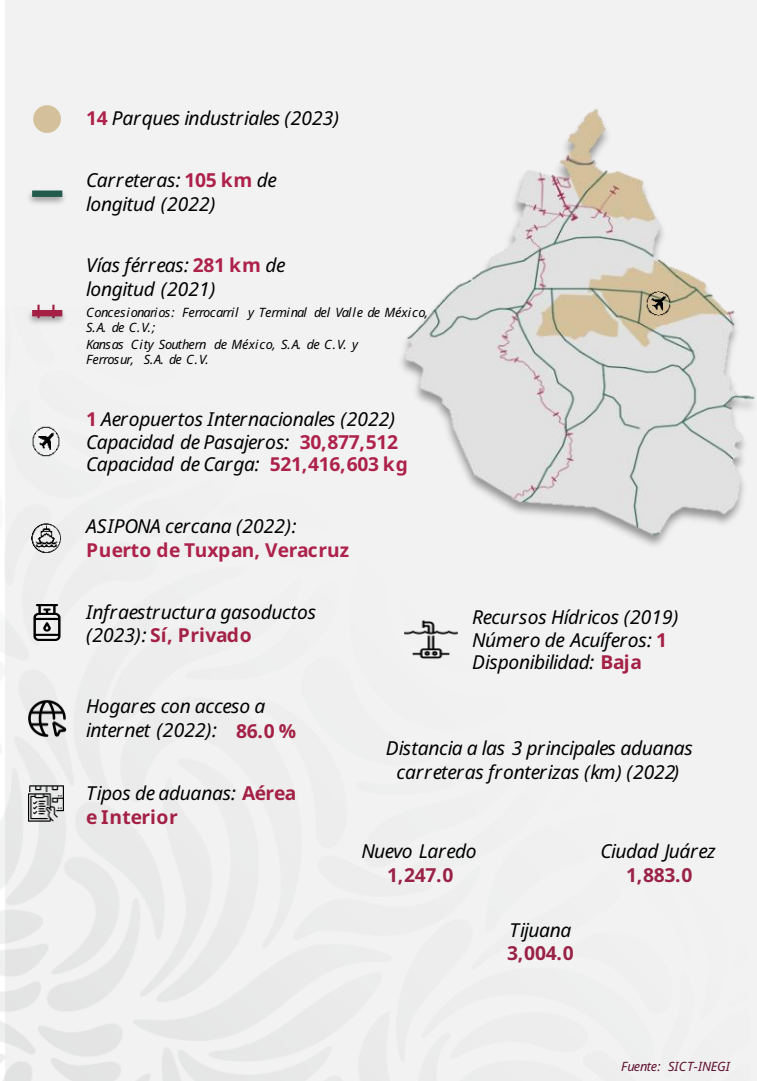 14 Parques industriales (2023)
Carreteras: 105 km de
longitud (2022)
Vías férreas: 281 km de
longitud (2021)
Concesionarios: Ferrocarril y Terminal del Valle de México,
S.A. de C.V.;
Kansas City Southern de México, S.A. de C.V. y
Ferrosur, S.A. de C.V.
1 Aeropuertos Internacionales (2022)
Capacidad de Pasajeros: 30,877,512
Capacidad de Carga: 521,416,603 kg
ASIPONA cercana (2022):
Puerto de Tuxpan, Veracruz
Infraestructura gasoductos
(2023): Sí, Privado
Recursos Hídricos (2019)
Número de Acuíferos: 1
Disponibilidad: Baja
Hogares con acceso a
internet (2022): 86.0 %
Tipos de aduanas: Aérea
e Interior
Distancia a las 3 principales aduanas
carreteras fronterizas (km) (2022)
Nuevo Laredo
1,247.0
Ciudad Juárez
1,883.0
Tijuana
3,004.0
Fuente: SICT-INEGI